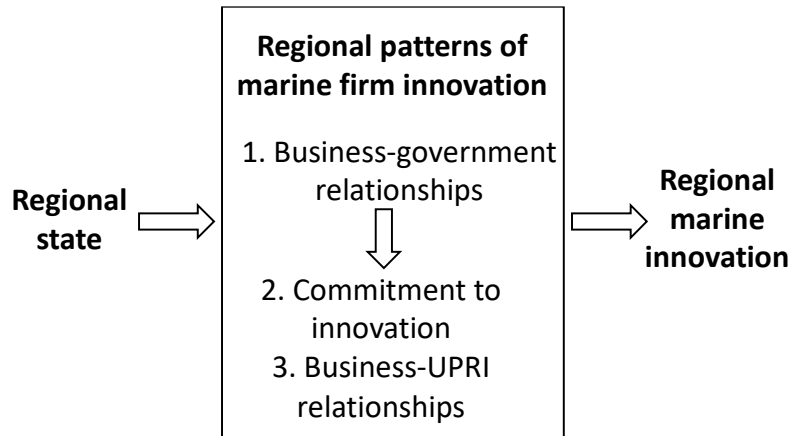 Regional patterns of
marine firm innovation
1. Business-government
relationships
Regional
state
Regional
marine
innovation
2. Commitment to
innovation
3. Business-UPRI
relationships